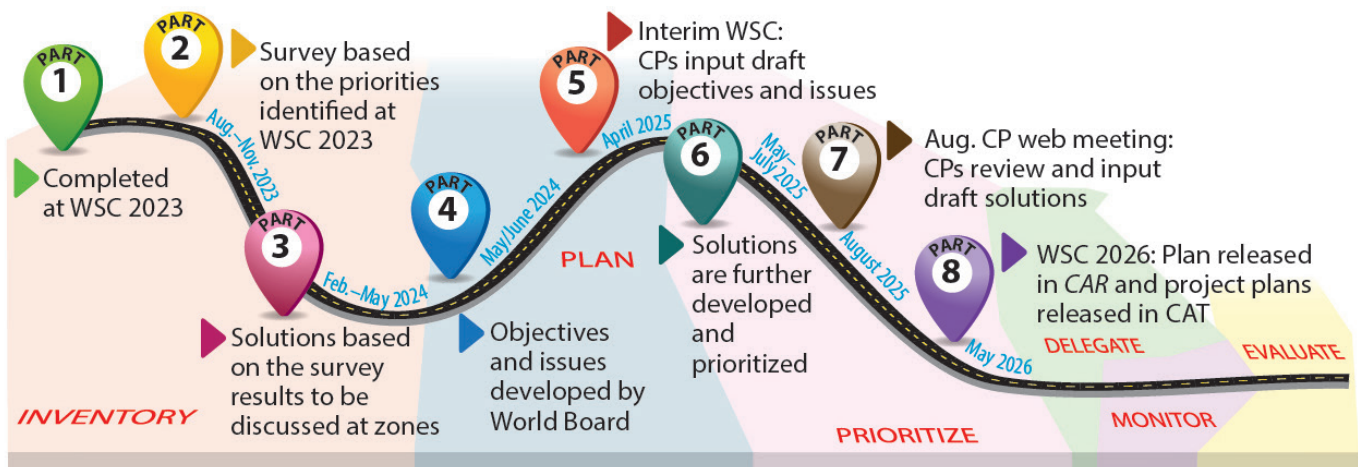 PART
1
Completed
at WSC 2023
PART
2
Survey based
on the priorities
identified at
WSC 2023
Aug.–Nov. 2023
PART
3
Solutions based
on the survey
results to be
discussed at zones
Feb.–May 2024
INVENTORY
PART
4
Objectives
and issues
developed by
World Board
May/June 2024
PLAN
PART
5
Interim WSC:
CPs input draft
objectives and issues
April 2025
PART
6
Solutions
are further
developed
and
prioritized
May–
July 2025
PART
7
Aug. CP web meeting:
CPs review and input
draft solutions
August 2025
PRIORITIZE
PART
8
WSC 2026: Plan released
in CAR and project plans
released in CAT
May 2026
DELEGATE
MONITOR
EVALUATE